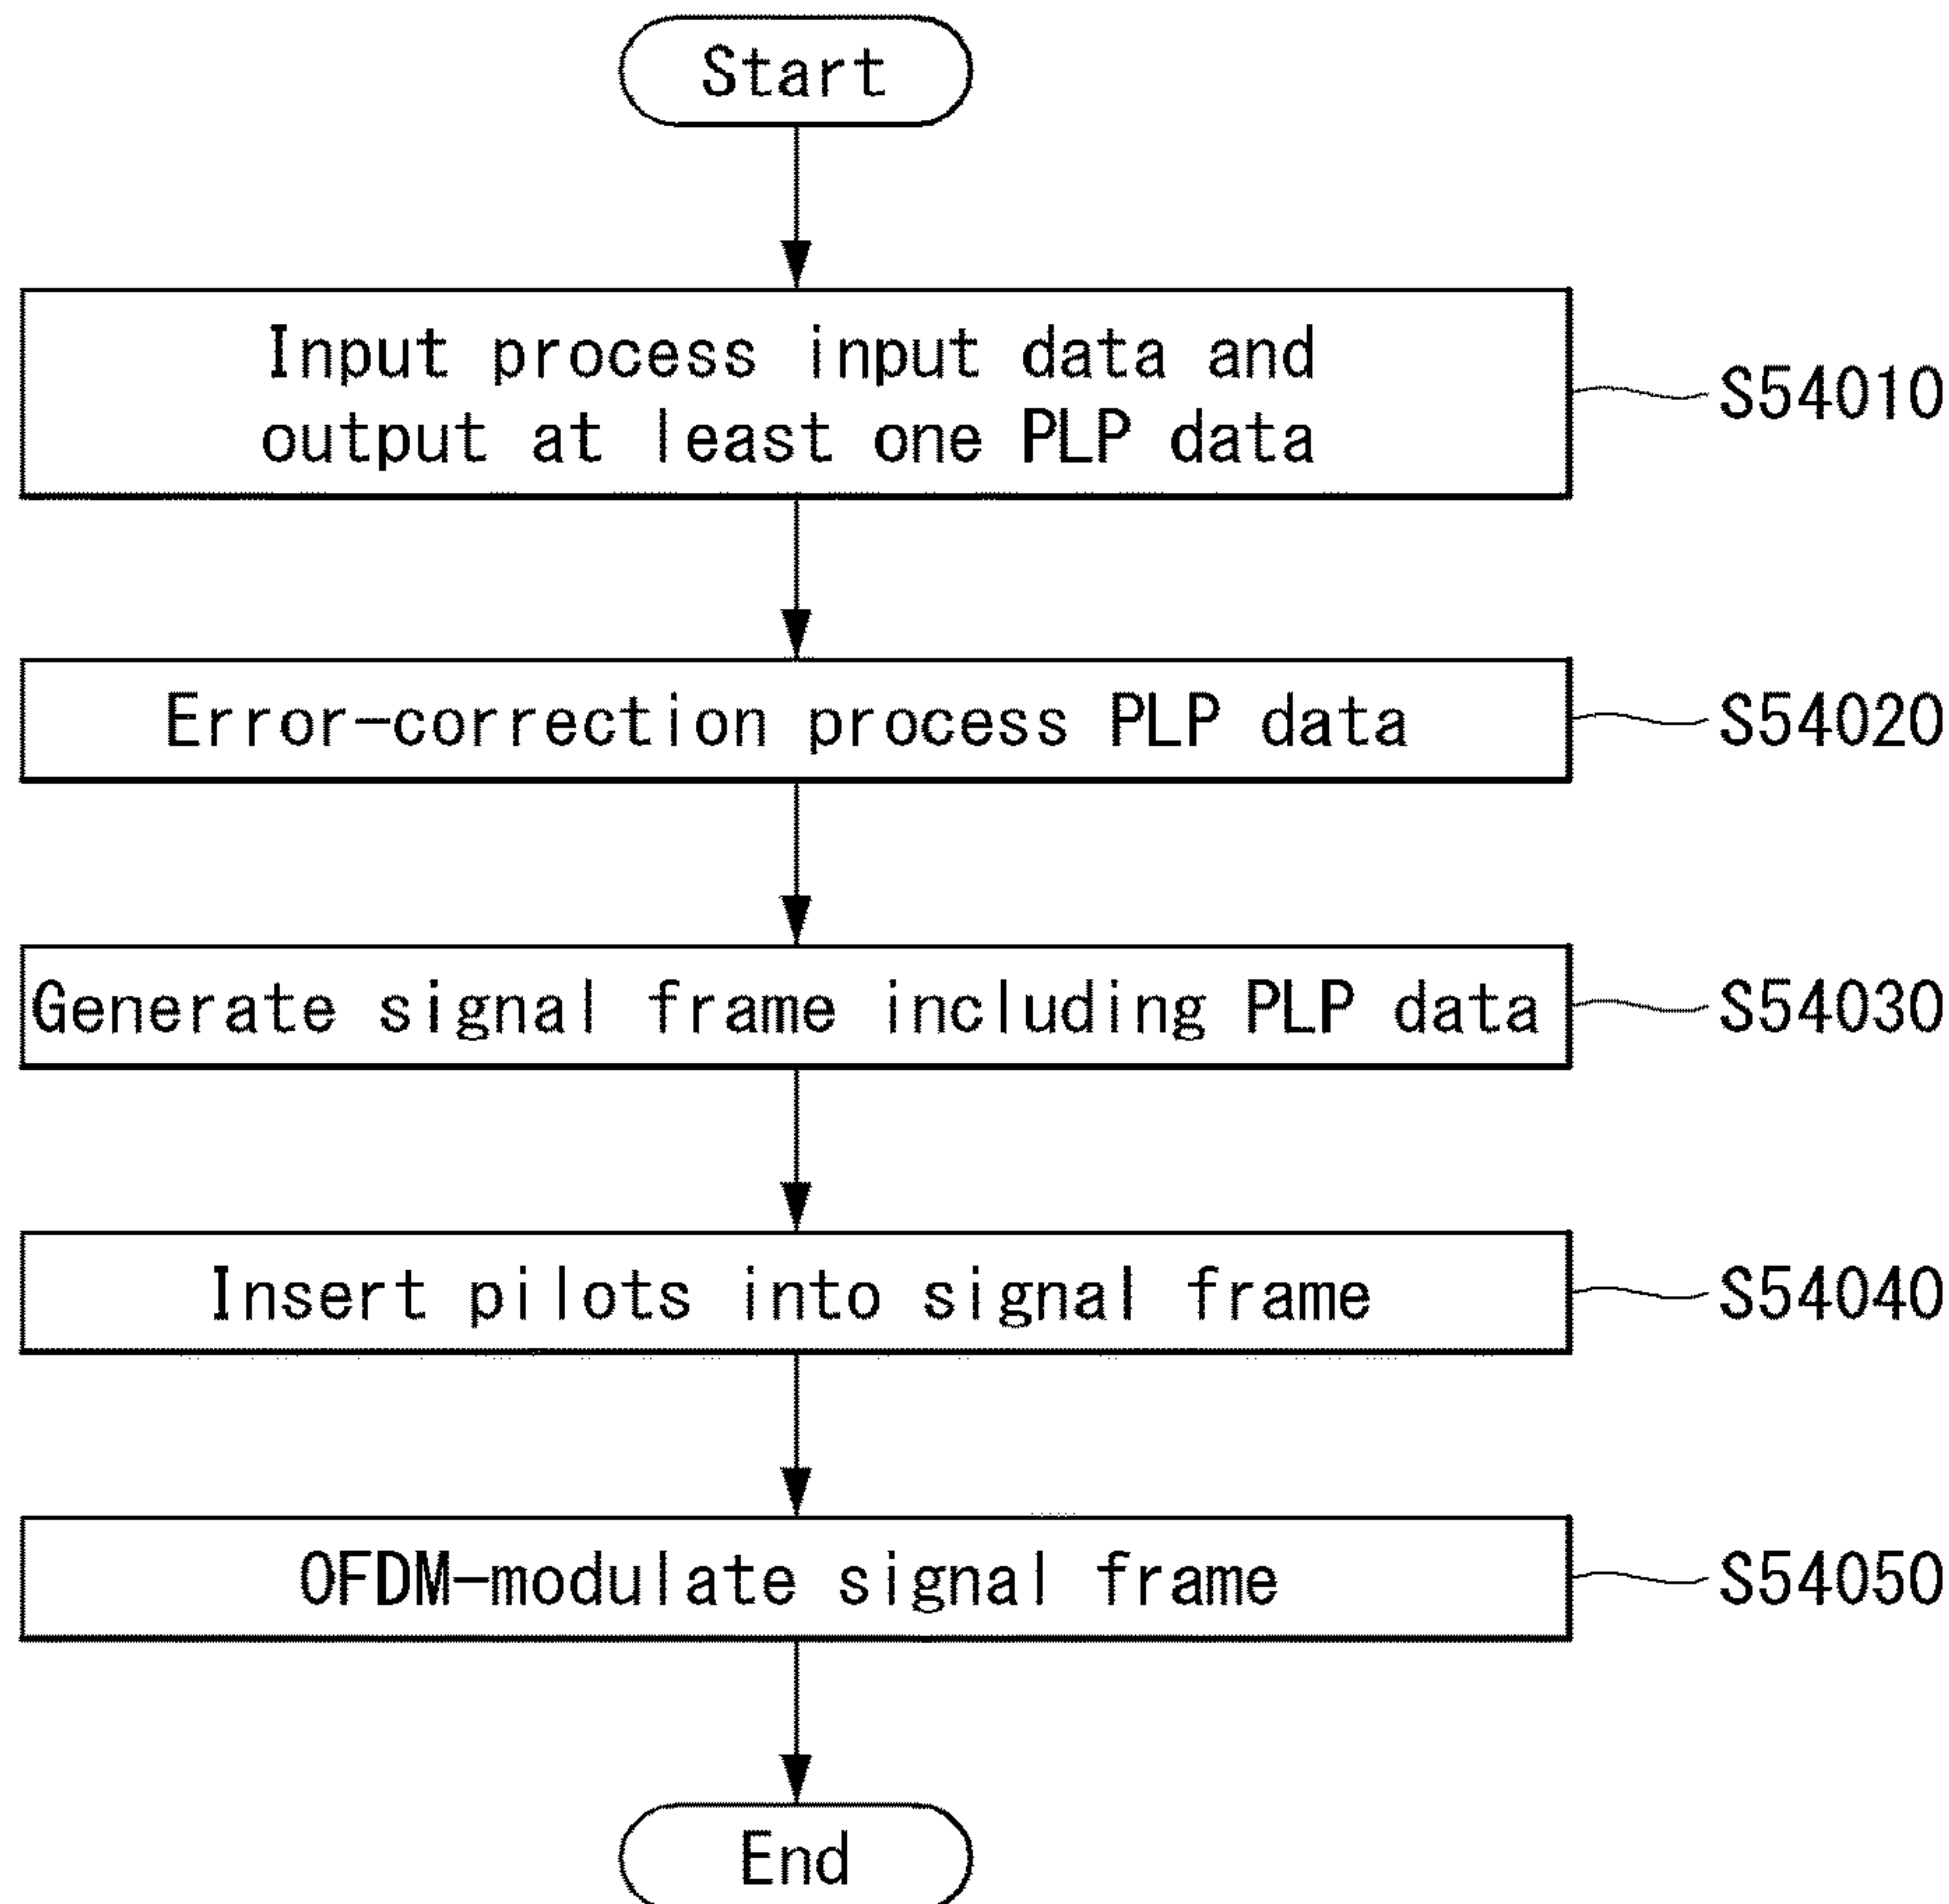 Start
Input process input data and
output at least one PLP data
S54010
Error-correction process PLP data
S54020
Generate signal frame including PLP data
S54030
Insert pilots into signal frame
S54040
OFDM-modulate signal frame
S54050
End